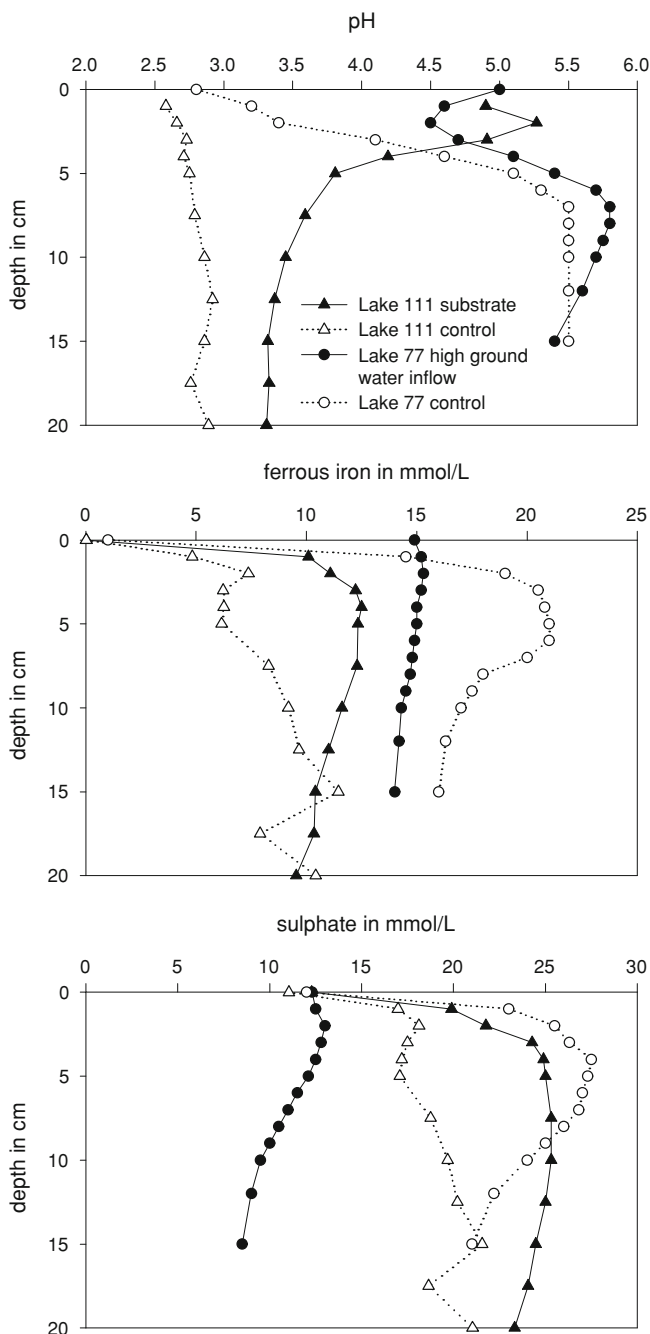 pH
2.0 2.5 3.0 3.5 4.0 4.5 5.0 5.5 6.0
0
5
10
15
20
depth in cm
Lake 111 substrate
Lake 111 control
Lake 77 high ground
water inflow
Lake 77 control
ferrous iron in mmol/L
0 5 10 15 20 25
0
5
10
15
20
depth in cm
sulphate in mmol/L
0 5 10 15 20 25 30
0
5
10
15
20
depth in cm